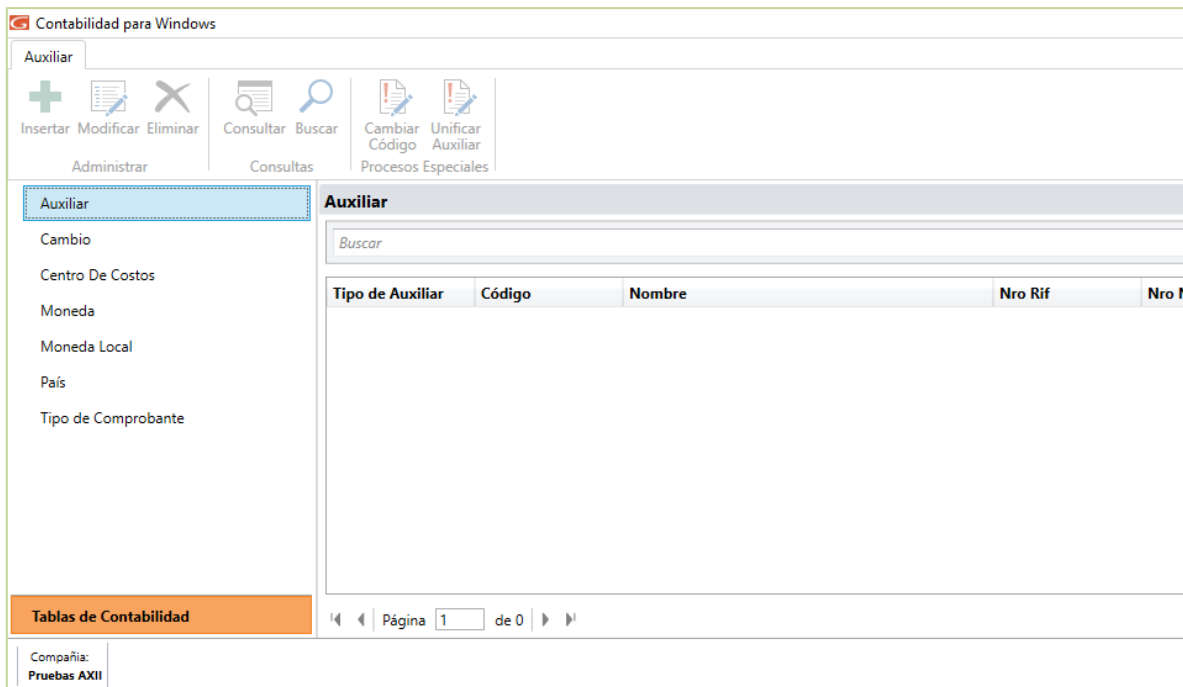 Contabilidad para Windows
Auxiliar
Insertar Modificar Eliminar Consultar Buscar Cambiar Código Unificar Auxiliar
Administrar Consultas Procesos Especiales
Auxiliar
Cambio
Centro De Costos
Moneda
Moneda Local
País
Tipo de Comprobante
Tablas de Contabilidad
Auxiliar
Buscar
Tipo de Auxiliar Código Nombre Nro Rif Nro
Página 1 de 0
Compañia:
Pruebas AXII